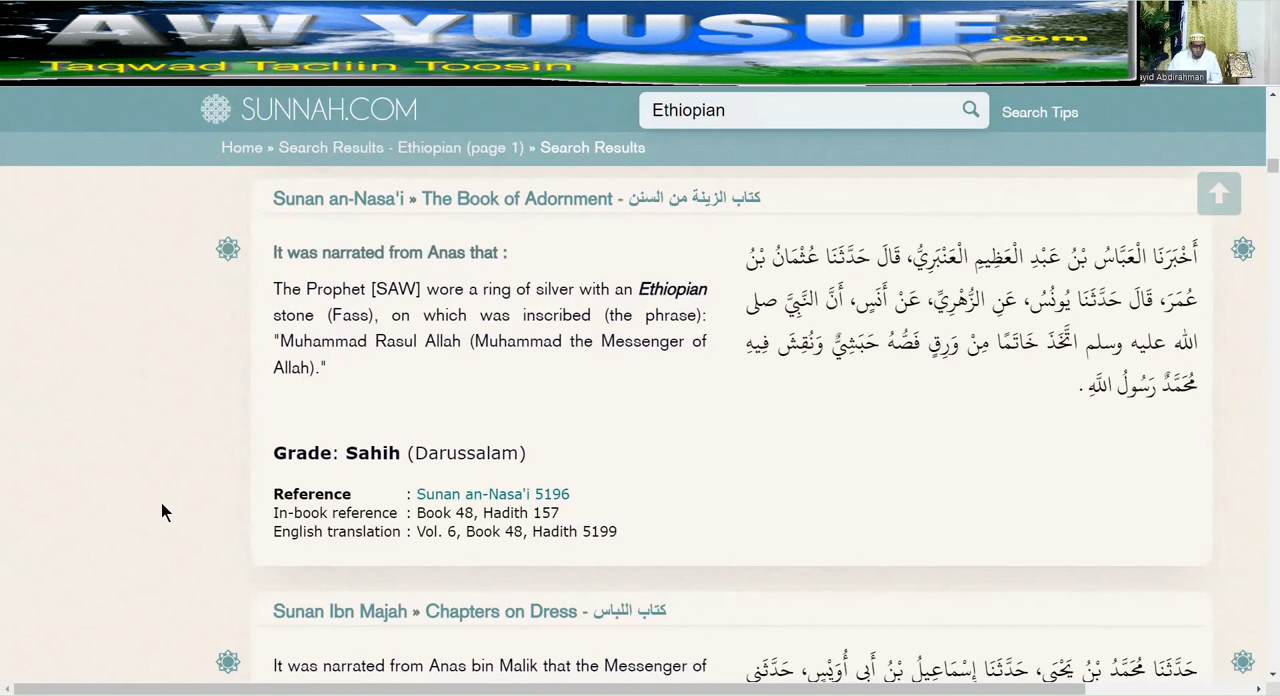 AW YUUSUF.com
Taqwad Tacliin Toosin
ayid Abdirahman
SUNNAH.COM
Ethiopian
Search Tips
Home » Search Results - Ethiopian (page 1) » Search Results
Sunan an-Nasa'i » The Book of Adornment - كتاب الزينة من السنن
It was narrated from Anas that :
The Prophet [SAW] wore a ring of silver with an Ethiopian
stone (Fass), on which was inscribed (the phrase):
"Muhammad Rasul Allah (Muhammad the Messenger of
Allah)."
أَخْبَرَنَا الْعَبَّاسُ بْنُ عَبْدِ الْعَظِيمِ الْعَنْبَرِيُّ، قَالَ حَدَّثَنَا عُثْمَانُ بْنُ
عُمَرَ، قَالَ حَدَّثَنَا يُونُسُ، عَنِ الزُّهْرِيِّ، عَنْ أَنَسٍ، أَنَّ النَّبِيَّ صلى
الله عليه وسلم اتَّخَذَ خَاتَمًا مِنْ وَرِقٍ فَصُّهُ حَبَشِيٌّ وَنُقِشَ فِيهِ
مُحَمَّدٌ رَسُولُ اللَّهِ ‏.‏
Grade: Sahih (Darussalam)
Reference : Sunan an-Nasa'i 5196
In-book reference : Book 48, Hadith 157
English translation : Vol. 6, Book 48, Hadith 5199
Sunan Ibn Majah » Chapters on Dress - كتاب اللباس
It was narrated from Anas bin Malik that the Messenger of
حَدَّثَنَا مُحَمَّدُ بْنُ يَحْيَى، حَدَّثَنَا إِسْمَاعِيلُ بْنُ أَبِي أُوَيْسٍ، حَدَّثَنِي